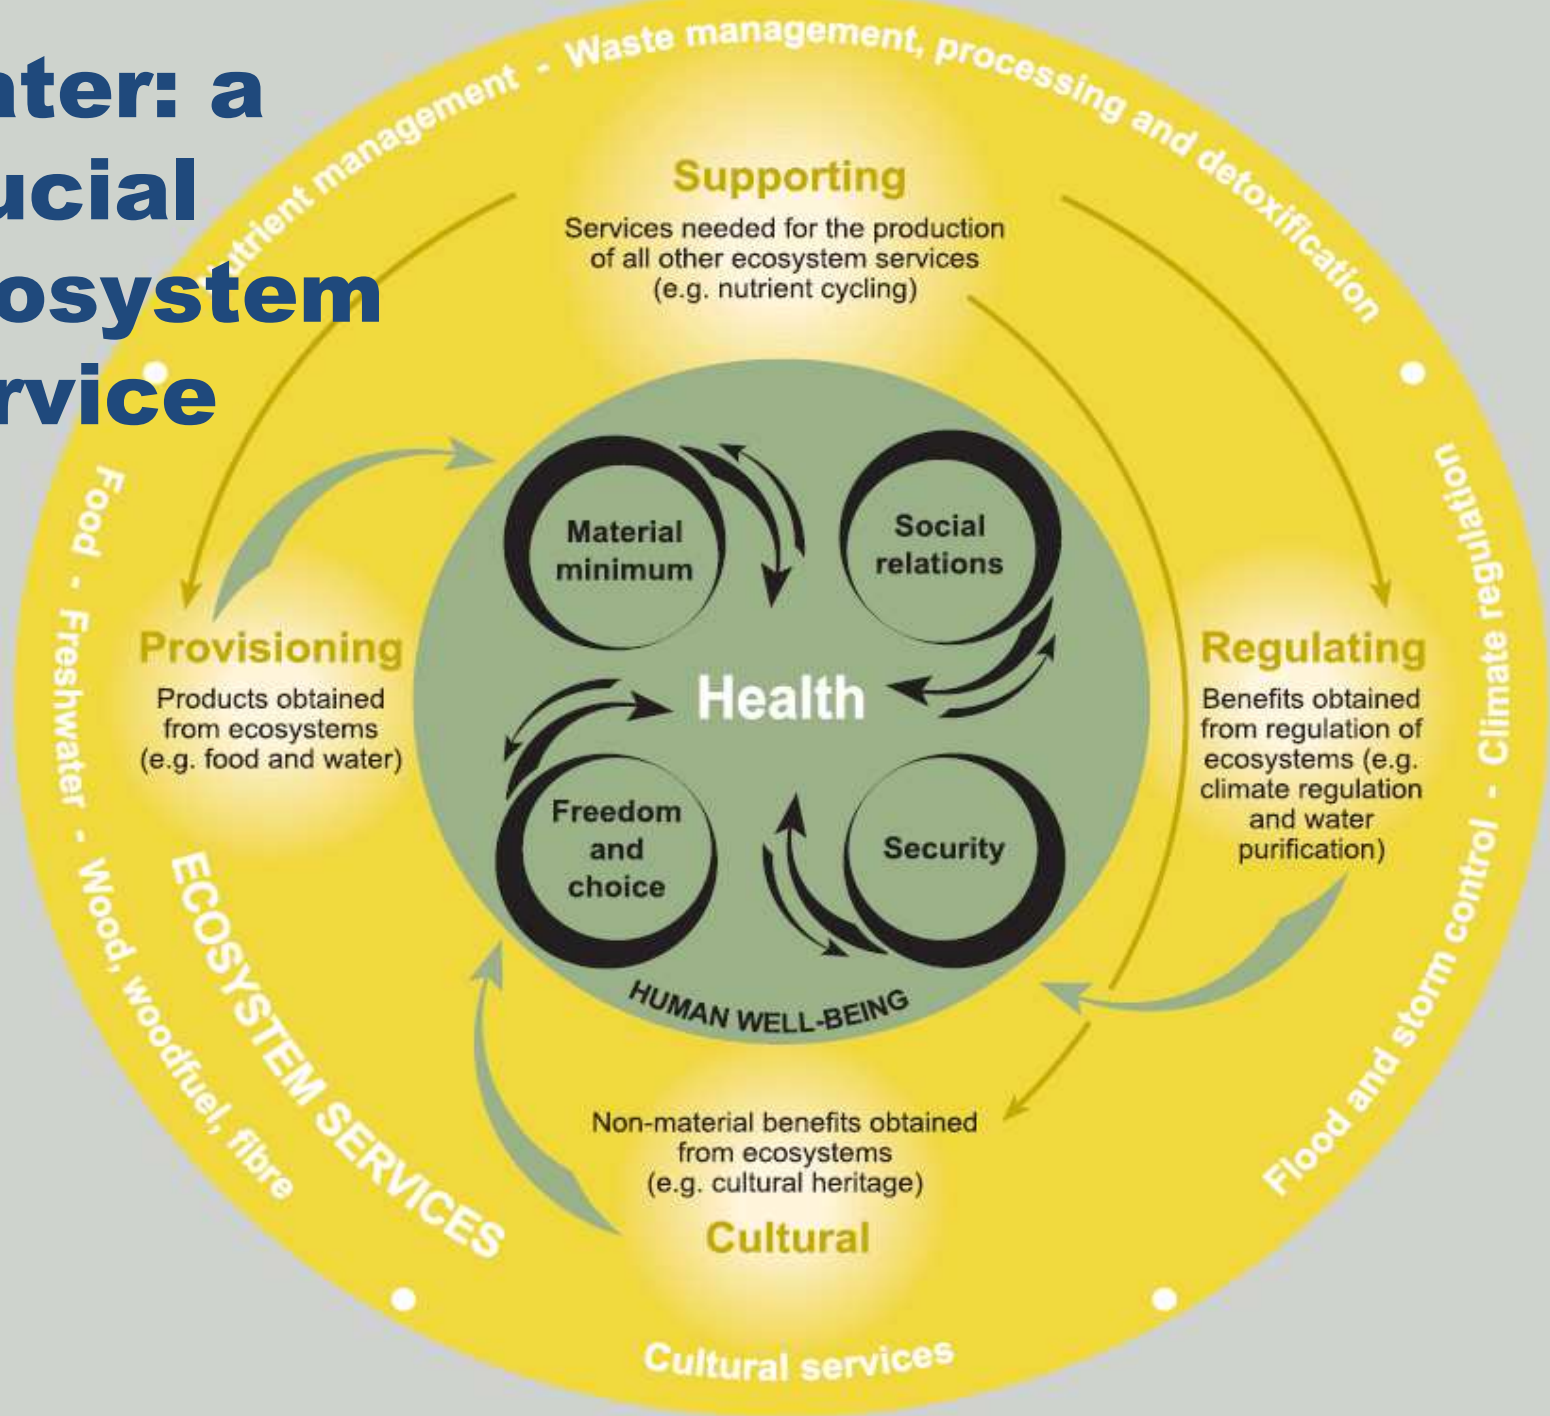 ater: a
ucial
osystem
rvice
Nutrient management - Waste management, processing and detoxification
Supporting
Services needed for the production
of all other ecosystem services
(e.g. nutrient cycling)
Food - Freshwater - Wood, woodfuel, fibre
Provisioning
Products obtained
from ecosystems
(e.g. food and water)
Material
minimum
Social
relations
Health
Freedom
and
choice
Security
HUMAN WELL-BEING
Regulating
Benefits obtained
from regulation of
ecosystems (e.g.
climate regulation
and water
purification)
Flood and storm control - Climate regulation
ECOSYSTEM SERVICES
Non-material benefits obtained
from ecosystems
(e.g. cultural heritage)
Cultural
Cultural services